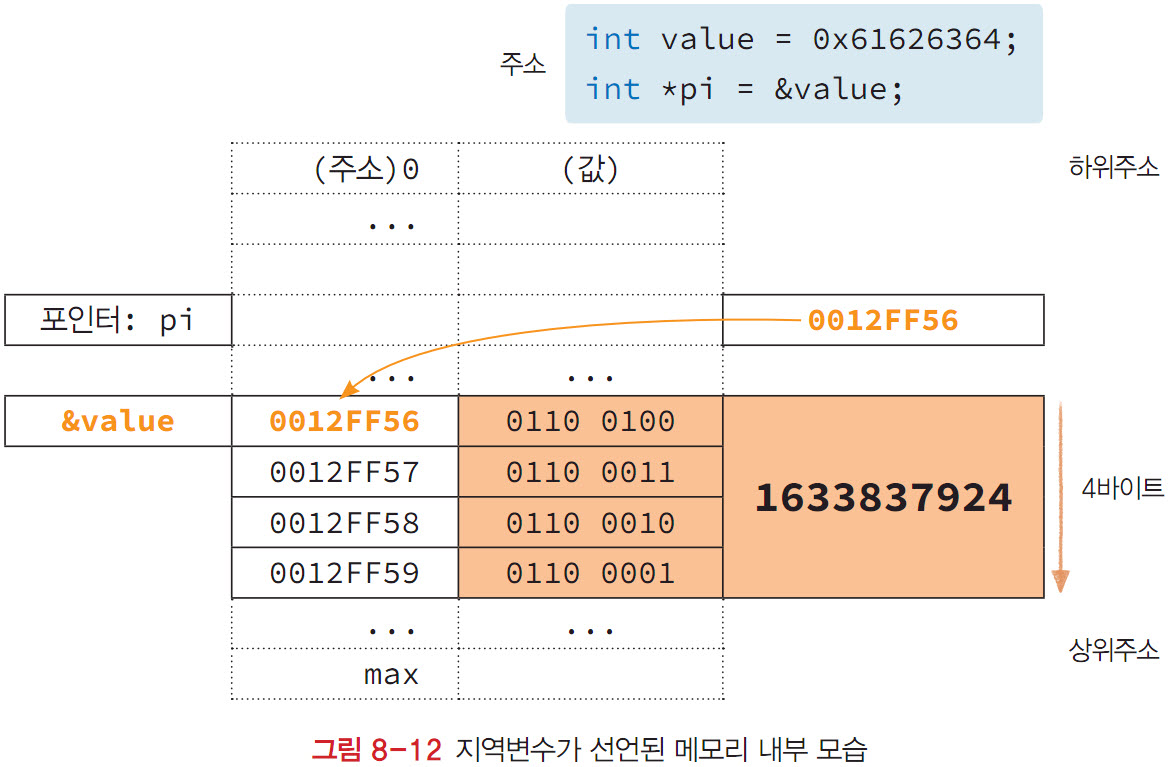 int value = 0x61626364;
주소
int *pi = &value;
(주소)0 (값) 하위주소
...
포인터: pi 0012FF56
... ...
&value 0012FF56 0110 0100
0012FF57 0110 0011
1633837924 4바이트
0012FF58 0110 0010
0012FF59 0110 0001
... ...
상위주소
max
그림 8-12 지역변수가 선언된 메모리 내부 모습